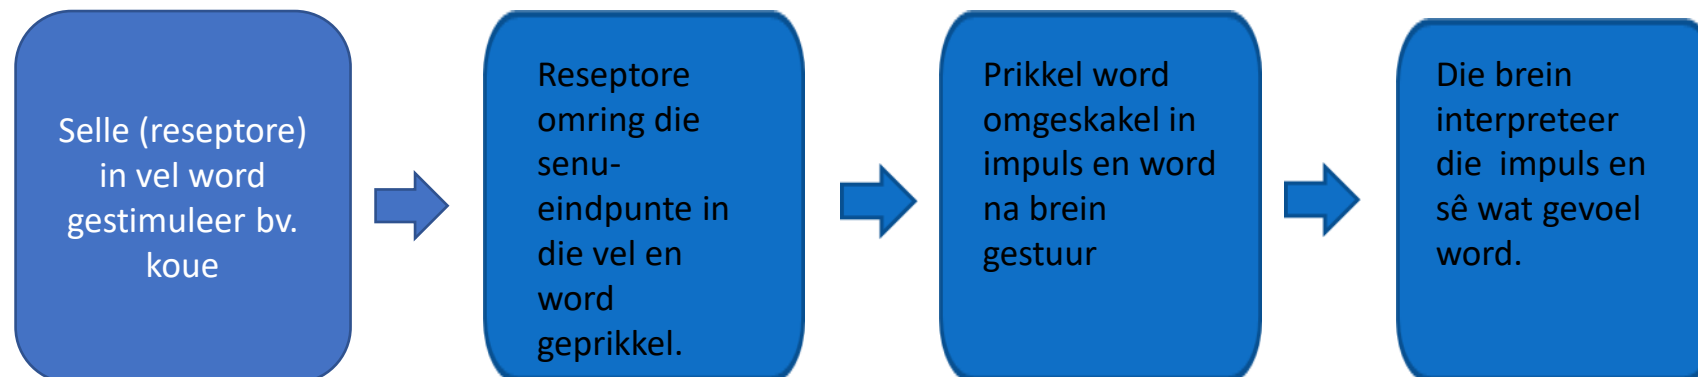 Selle (reseptore)
in vel word
gestimuleer bv.
koue
Reseptore
omring die
senu-
eindpunte in
die vel en
word
geprikkel.
Prikkel word
omgeskakel in
impuls en word
na brein
gestuur
Die brein
interpreteer
die  impuls en
sê wat gevoel
word.